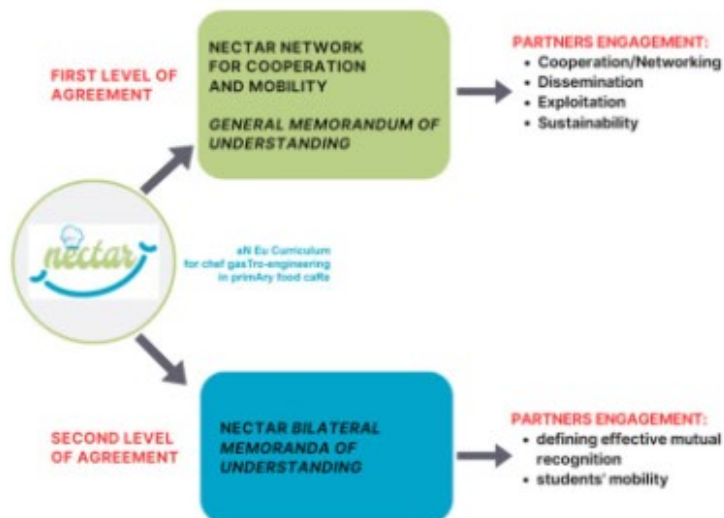 FIRST LEVEL OF
AGREEMENT
NECTAR NETWORK
FOR COOPERATION
AND MOBILITY
GENERAL MEMORANDUM OF
UNDERSTANDING
PARTNERS ENGAGEMENT:
• Cooperation/Networking
• Dissemination
• Exploitation
• Sustainability
nectar
aN Eu Curriculum
for chef gasTro-engineering
in primAry food caRe
SECOND LEVEL
OF AGREEMENT
NECTAR BILATERAL
MEMORANDA OF
UNDERSTANDING
PARTNERS ENGAGEMENT:
• defining effective mutual
recognition
• students' mobility